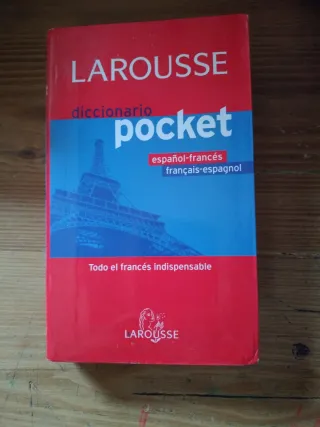 LAROUSSE
diccionario
pocket
español-francés
français-espagnol
Todo el francés indispensable
LAROUSSE